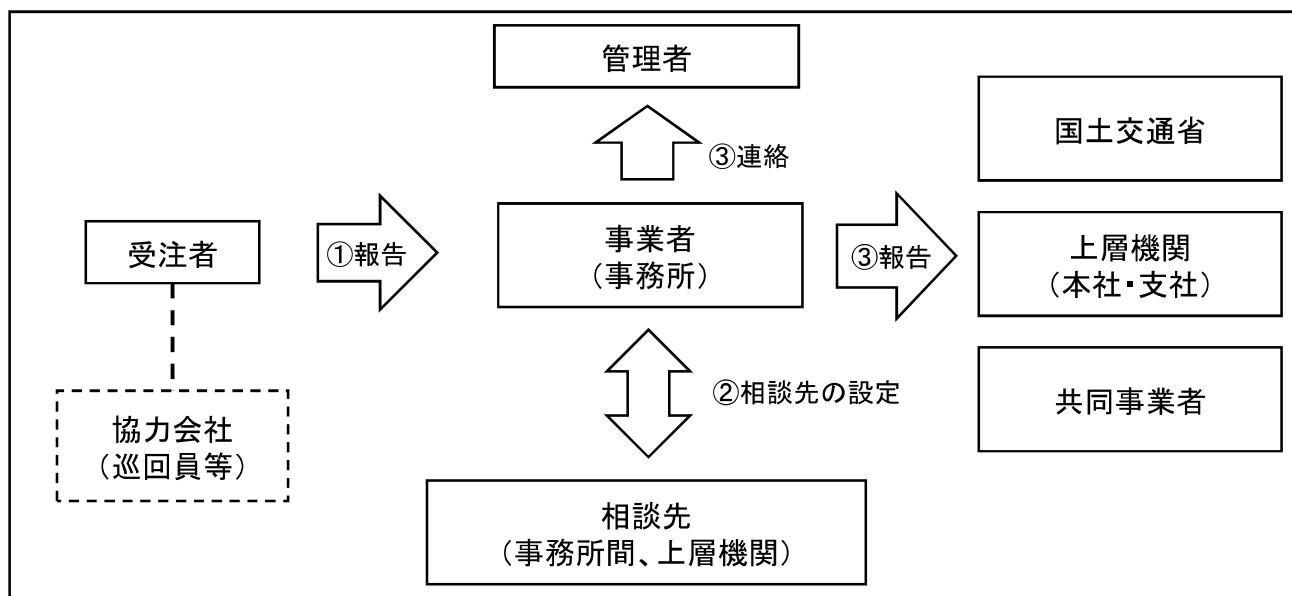 管理者
③連絡
国土交通省
受注者
①報告
事業者
（事務所）
③報告
上層機関
（本社・支社）
②相談先の設定
共同事業者
協力会社
（巡回員等）
相談先
（事務所間、上層機関）